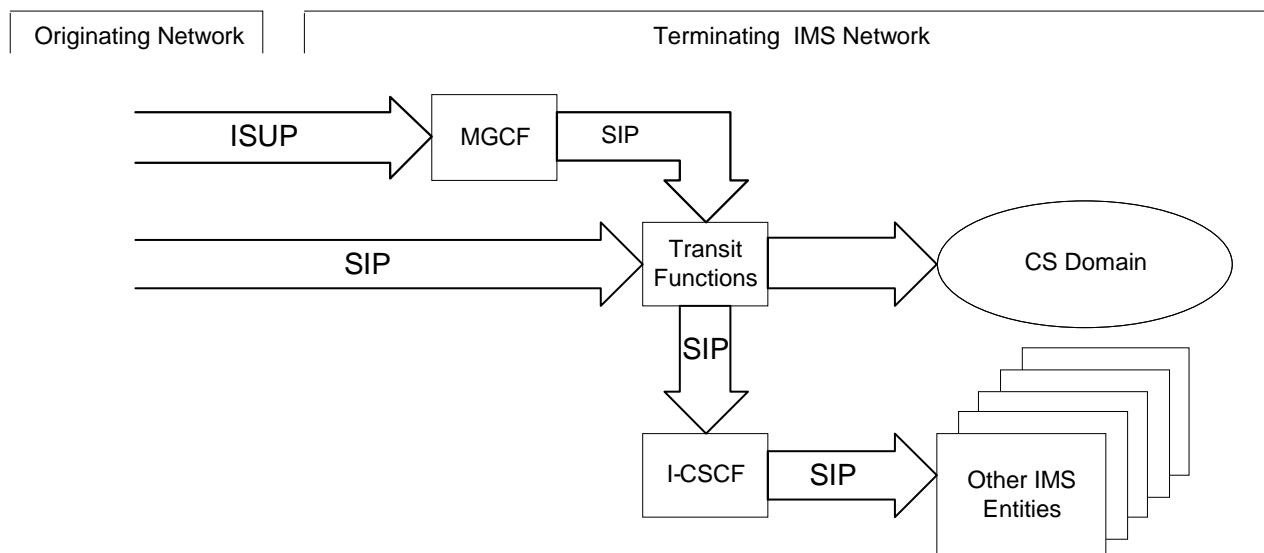 Originating Network
Terminating IMS Network
ISUP
MGCF
SIP
SIP
Transit
Functions
CS Domain
SIP
I-CSCF
SIP
Other IMS
Entities